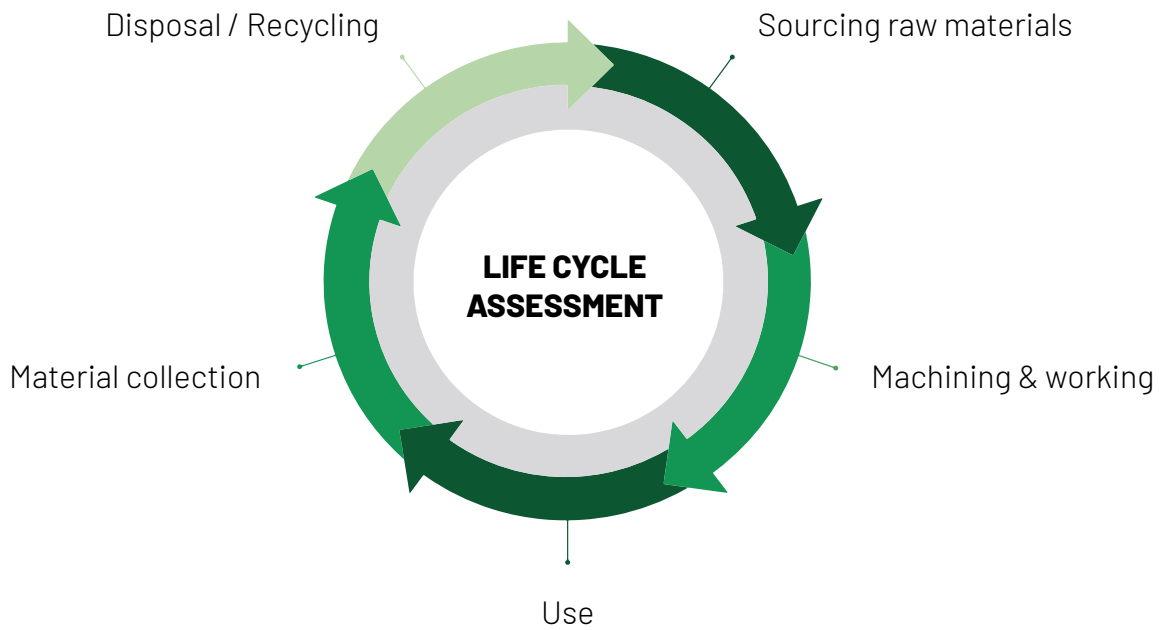 Disposal / Recycling
Sourcing raw materials
LIFE CYCLE
ASSESSMENT
Material collection
Machining & working
Use